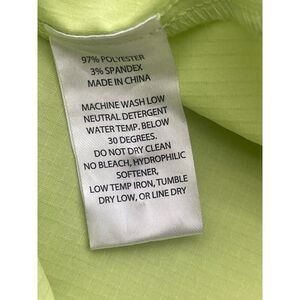 97% POLYESTER
3% SPANDEX
MADE IN CHINA
MACHINE WASH LOW
NEUTRAL DETERGENT
WATER TEMP. BELOW
30 DEGREES.
DO NOT DRY CLEAN
NO BLEACH, HYDROPHILIC
SOFTENER,
LOW TEMP IRON, TUMBLE
DRY LOW, OR LINE DRY